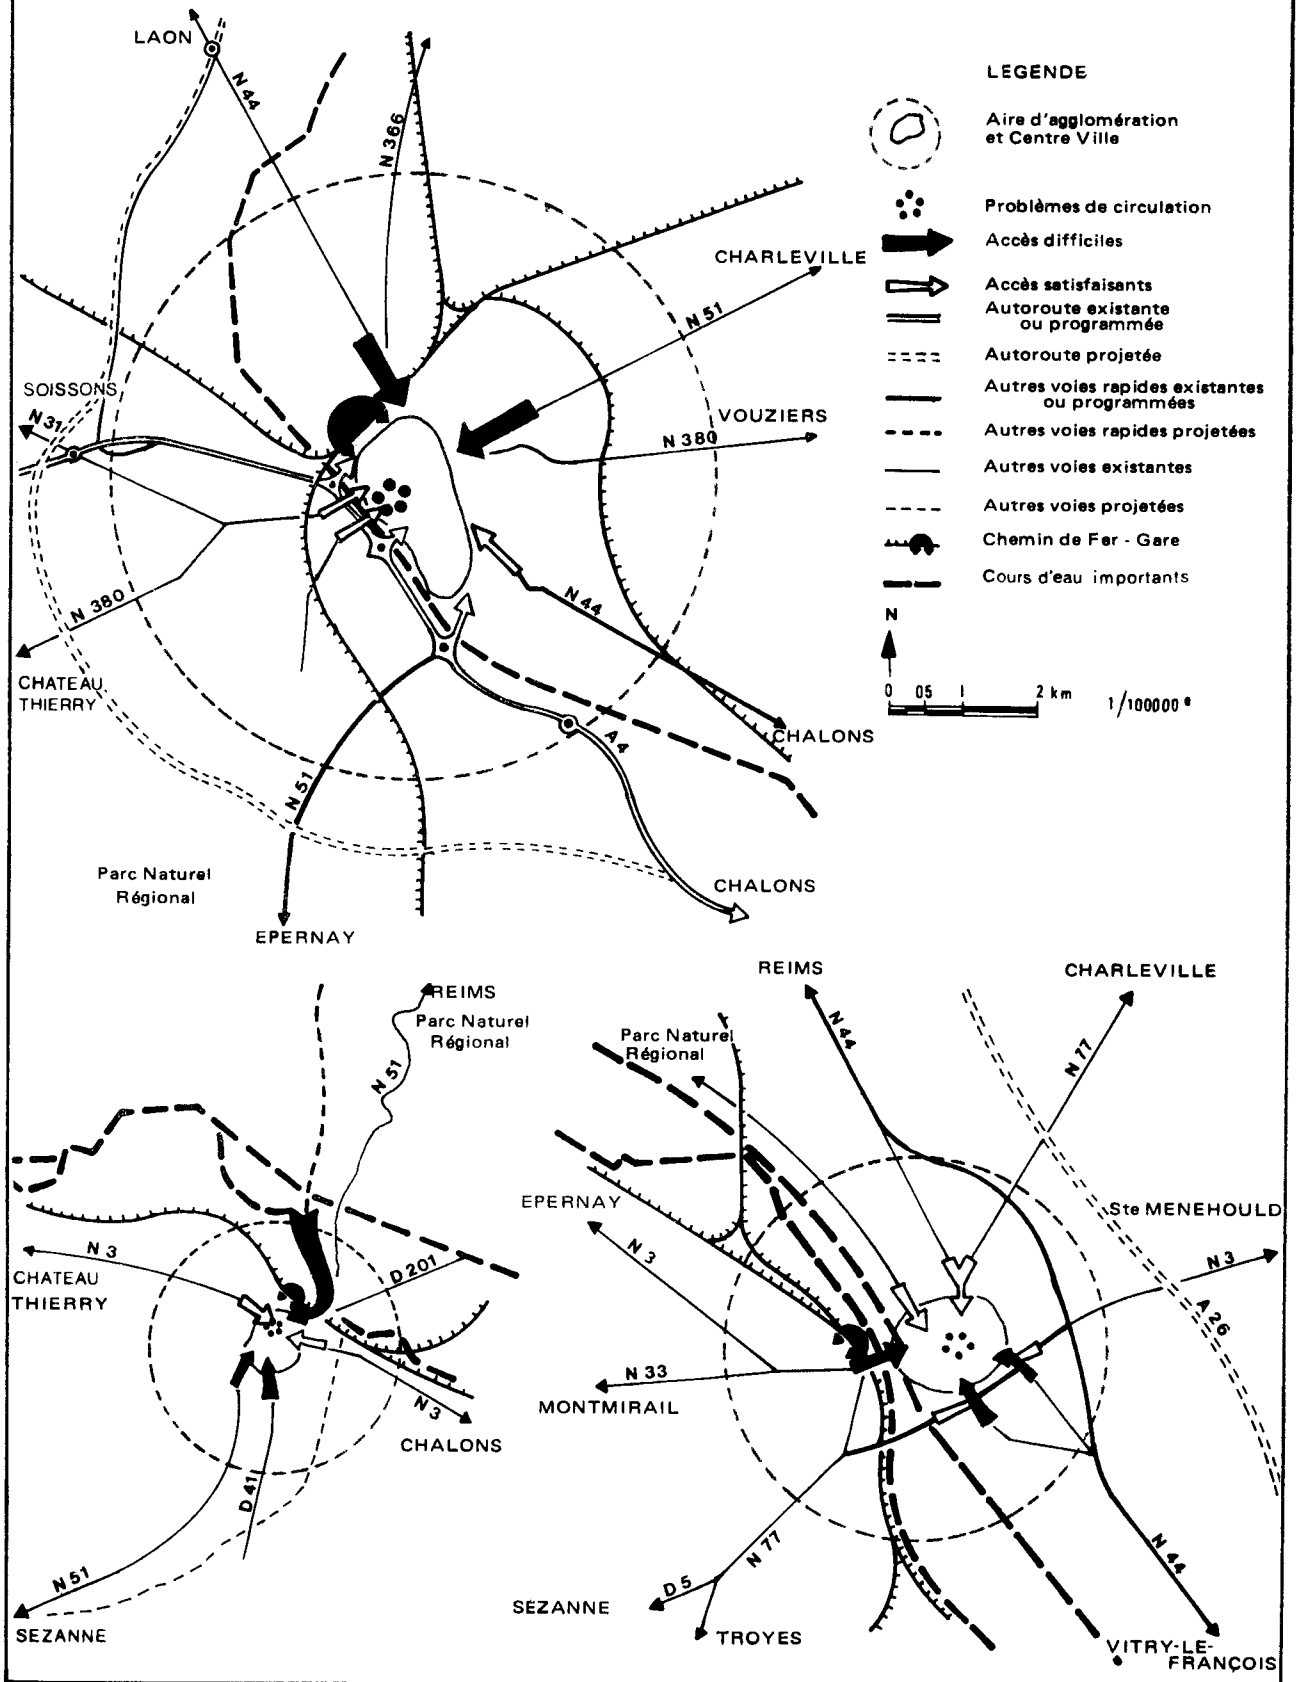 LAON
N 44
N 366
CHARLEVILLE
N 51
SOISSONS
N 31
VOUZIERS
N 380
N 380
CHATEAU
THIERRY
N 44
CHALONS
A 4
N 51
Parc Naturel
Régional
CHALONS
EPERNAY
LEGENDE
Aire d'agglomération
et Centre Ville
Problèmes de circulation
Accès difficiles
Accès satisfaisants
Autoroute existante
ou programmée
Autoroute projetée
Autres voies rapides existantes
ou programmées
Autres voies rapides projetées
Autres voies existantes
Autres voies projetées
Chemin de Fer - Gare
Cours d'eau importants
N
0 05 1 2 km
1/100000 e
REIMS
Parc Naturel
Régional
N 51
N 3
CHATEAU
THIERRY
D 201
N 3
CHALONS
D 41
N 51
SEZANNE
REIMS
CHARLEVILLE
Parc Naturel
Régional
N 44
N 77
EPERNAY
Ste MENEHOULD
N 3
N 3
A 26
N 33
MONTMIRAIL
N 77
D 5
SEZANNE
TROYES
N 44
VITRY-LE-
FRANÇOIS